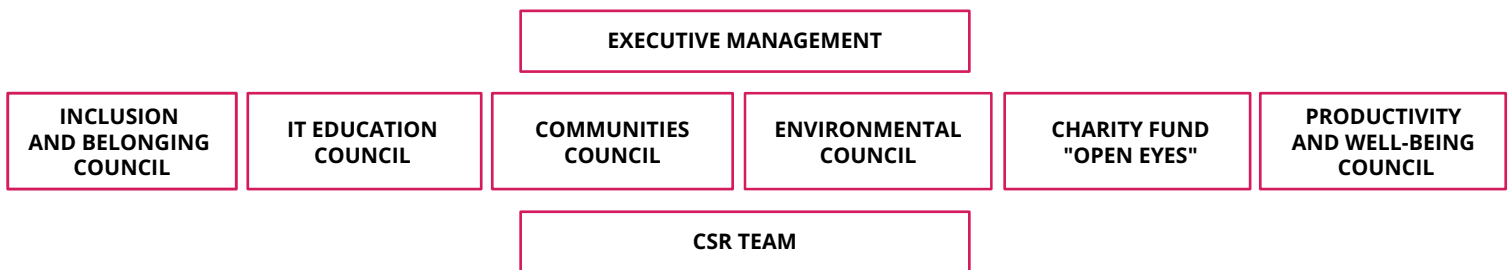 EXECUTIVE MANAGEMENT
INCLUSION
AND BELONGING
COUNCIL
IT EDUCATION
COUNCIL
COMMUNITIES
COUNCIL
ENVIRONMENTAL
COUNCIL
CHARITY FUND
"OPEN EYES"
PRODUCTIVITY
AND WELL-BEING
COUNCIL
CSR TEAM